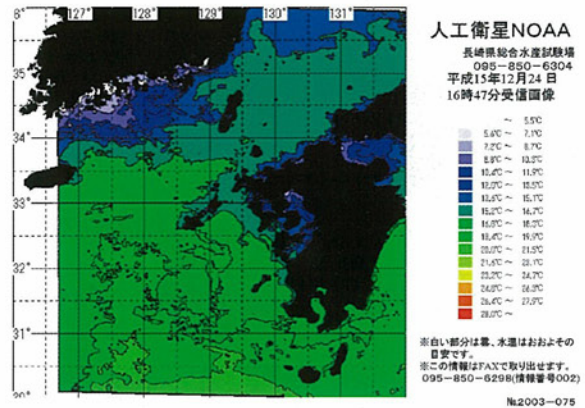 127° 128° 129° 130° 131°
35°
34°
33°
32°
31°
人工衛星NOAA
長崎県総合水産試験場
095-850-6304
平成15年12月24日
16時47分受信画像
～ 5.5℃
5.6℃ ～ 7.1℃
7.2℃ ～ 8.7℃
8.8℃ ～ 10.3℃
10.4℃ ～ 11.9℃
12.0℃ ～ 13.5℃
13.6℃ ～ 15.1℃
15.2℃ ～ 16.7℃
16.8℃ ～ 18.3℃
18.4℃ ～ 19.9℃
20.0℃ ～ 21.5℃
21.6℃ ～ 23.1℃
23.2℃ ～ 24.7℃
24.8℃ ～ 26.3℃
26.4℃ ～ 27.9℃
28.0℃ ～
※白い部分は雲、水温はおおよその
目安です。
※この情報はFAXで取り出せます。
095-850-6298(情報番号002)
№2003-075